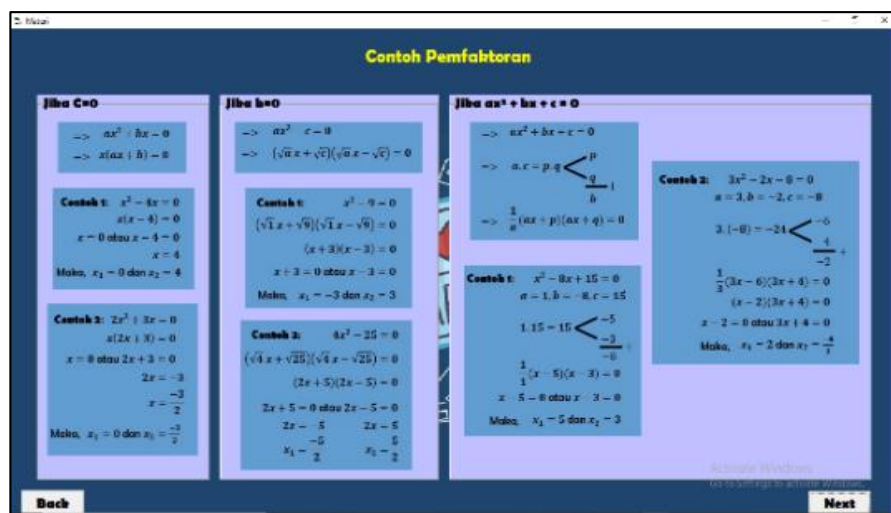 Materi
Contoh Pemfaktoran
Jika C=0
-> ax² + bx = 0
-> x(ax + b) = 0
Contoh 1: x² − 4x = 0
x(x − 4) = 0
x = 0 atau x − 4 = 0
x = 4
Maka, x₁ = 0 dan x₂ = 4
Contoh 2: 2x² + 3x = 0
x(2x + 3) = 0
x = 0 atau 2x + 3 = 0
2x = −3
x = −3/2
Maka, x₁ = 0 dan x₂ = −3/2
Jika b=0
-> ax² c = 0
-> (√a x + √c)(√a x − √c) = 0
Contoh 1: x² − 9 = 0
(√1 x + √9)(√1 x − √9) = 0
(x + 3)(x − 3) = 0
x + 3 = 0 atau x − 3 = 0
Maka, x₁ = −3 dan x₂ = 3
Contoh 2: 4x² − 25 = 0
(√4 x + √25)(√4 x − √25) = 0
(2x + 5)(2x − 5) = 0
2x + 5 = 0 atau 2x − 5 = 0
2x = −5 2x = 5
x₁ = −5/2 x₂ = 5/2
Jika ax² + bx + c = 0
-> ax² + bx + c = 0
-> a.c = p.q
p
q
+
b
-> 1/a (ax + p)(ax + q) = 0
Contoh 1: x² − 8x + 15 = 0
a = 1, b = −8, c = 15
1.15 = 15
−5
−3
+
−8
1/1 (x − 5)(x − 3) = 0
x − 5 = 0 atau x − 3 = 0
Maka, x₁ = 5 dan x₂ = 3
Contoh 2: 3x² − 2x − 8 = 0
a = 3, b = −2, c = −8
3.(−8) = −24
−6
4
+
−2
1/3 (3x − 6)(3x + 4) = 0
(x − 2)(3x + 4) = 0
x − 2 = 0 atau 3x + 4 = 0
Maka, x₁ = 2 dan x₂ = −4/3
Activate Windows
Go to Settings to activate Windows.
Back
Next